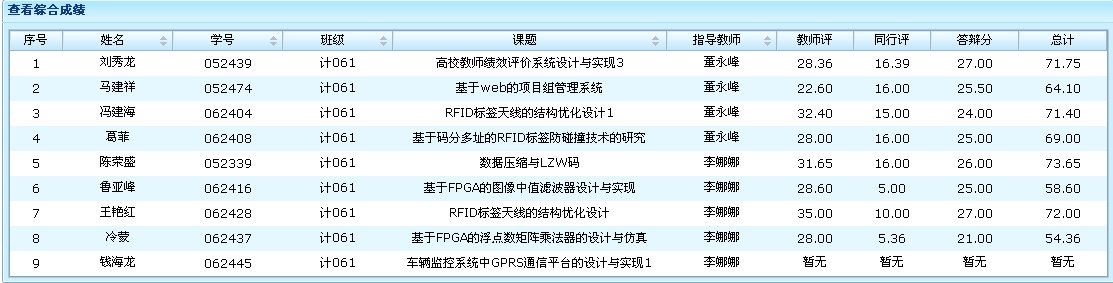 查看综合成绩
序号 姓名 学号 班级 课题 指导教师 教师评 同行评 答辩分 总计
1 刘秀龙 052439 计061 高校教师绩效评价系统设计与实现3 董永峰 28.36 16.39 27.00 71.75
2 马建祥 052474 计061 基于web的项目组管理系统 董永峰 22.60 16.00 25.50 64.10
3 冯建海 062404 计061 RFID标签天线的结构优化设计1 董永峰 32.40 15.00 24.00 71.40
4 葛菲 062408 计061 基于码分多址的RFID标签防碰撞技术的研究 董永峰 28.00 16.00 25.00 69.00
5 陈荣盛 052339 计061 数据压缩与LZW码 李娜娜 31.65 16.00 26.00 73.65
6 鲁亚峰 062416 计061 基于FPGA的图像中值滤波器设计与实现 李娜娜 28.60 5.00 25.00 58.60
7 王艳红 062428 计061 RFID标签天线的结构优化设计 李娜娜 35.00 10.00 27.00 72.00
8 冷蒙 062437 计061 基于FPGA的浮点数矩阵乘法器的设计与仿真 李娜娜 28.00 5.36 21.00 54.36
9 钱海龙 062445 计061 车辆监控系统中GPRS通信平台的设计与实现1 李娜娜 暂无 暂无 暂无 暂无